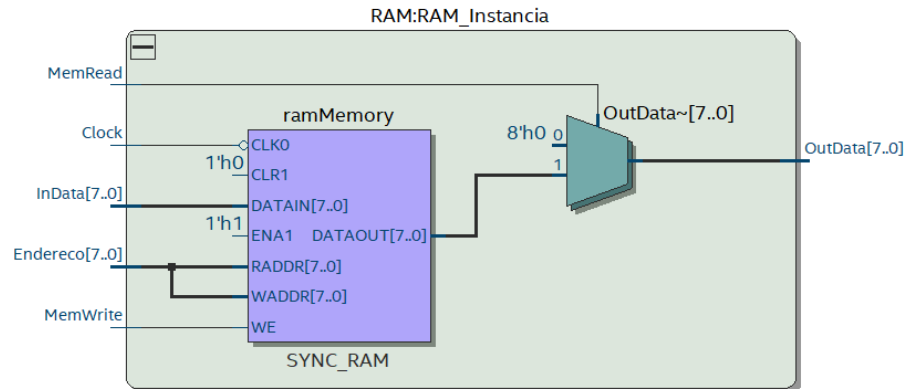 RAM:RAM_Instancia
MemRead
ramMemory
OutData~[7..0]
Clock
CLK0
8'h0
0
OutData[7..0]
1'h0
CLR1
1
InData[7..0]
DATAIN[7..0]
1'h1
ENA1 DATAOUT[7..0]
Endereco[7..0]
RADDR[7..0]
WADDR[7..0]
MemWrite
WE
SYNC_RAM